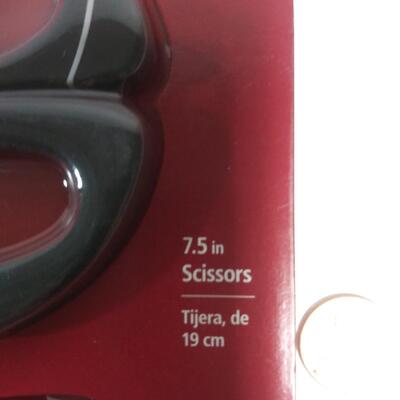 7.5 in
Scissors
Tijera, de
19 cm